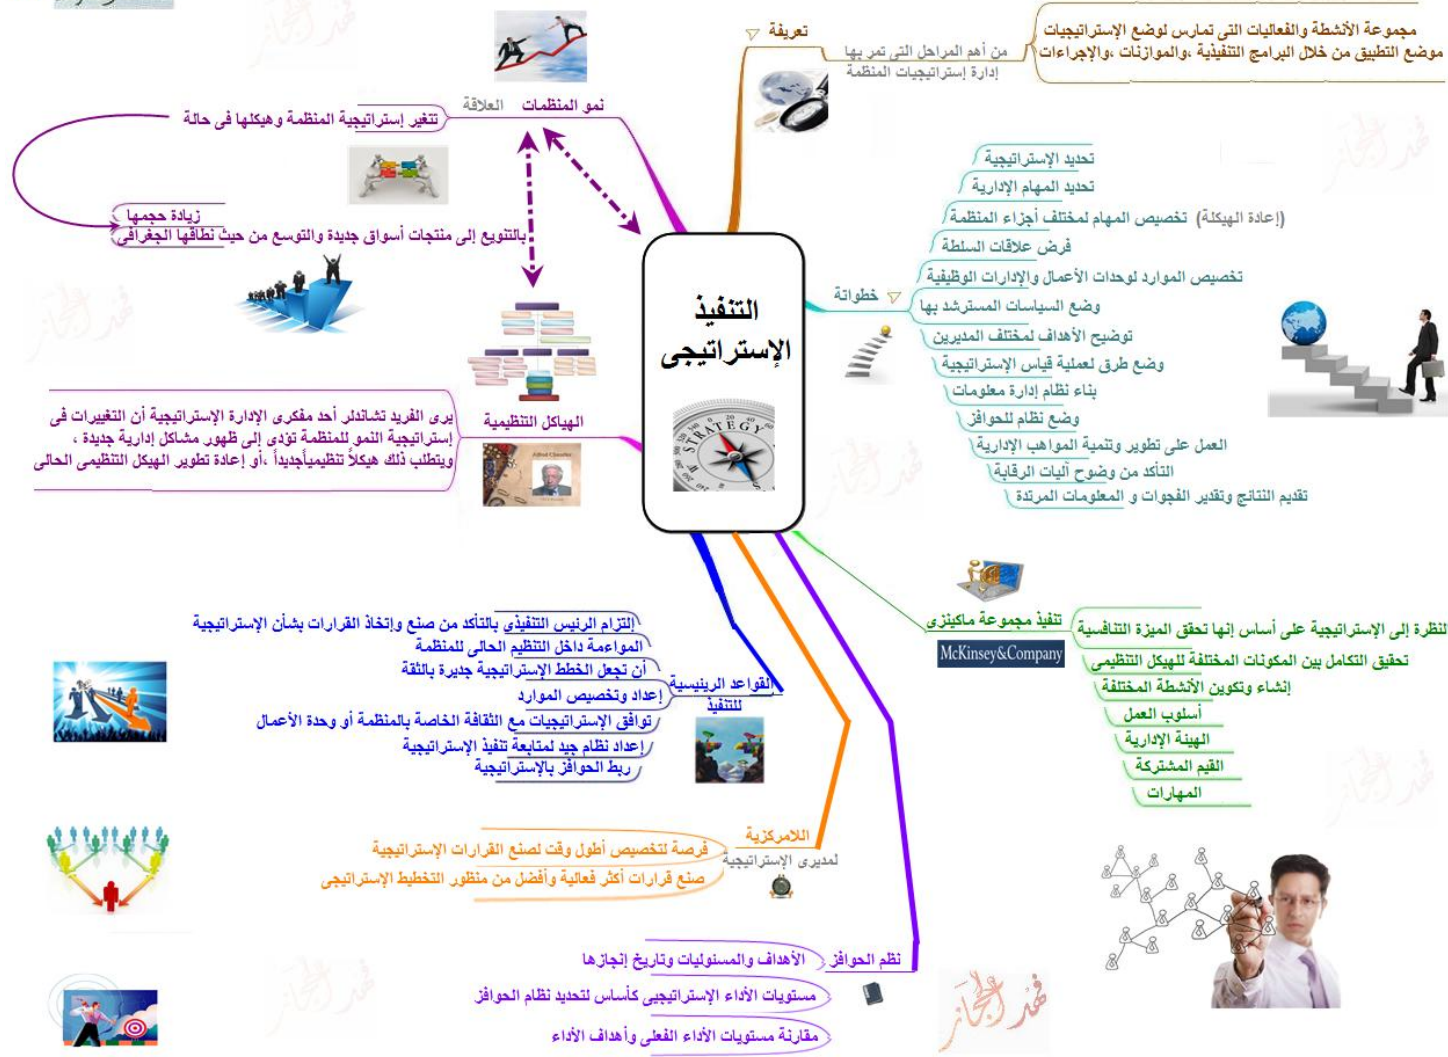 التنفيذ
الإستراتيجى
STRATEGY
تعريفة
من أهم المراحل التى تمر بها
إدارة إستراتيجيات المنظمة
مجموعة الأنشطة والفعاليات التى تمارس لوضع الإستراتيجيات
موضع التطبيق من خلال البرامج التنفيذية ،والموازنات ،والإجراءات
خطواتة
تحديد الإستراتيجية
تحديد المهام الإدارية
تخصيص المهام لمختلف أجزاء المنظمة (إعادة الهيكلة)
فرض علاقات السلطة
تخصيص الموارد لوحدات الأعمال والإدارات الوظيفية
وضع السياسات المسترشد بها
توضيح الأهداف لمختلف المديرين
وضع طرق لعملية قياس الإستراتيجية
بناء نظام إدارة معلومات
وضع نظام للحوافز
العمل على تطوير وتنمية المواهب الإدارية
التأكد من وضوح آليات الرقابة
تقديم النتائج وتقدير الفجوات و المعلومات المرتدة
تنفيذ مجموعة ماكينزى
McKinsey&Company
لنظرة إلى الإستراتيجية على أساس إنها تحقق الميزة التنافسية
تحقيق التكامل بين المكونات المختلفة للهيكل التنظيمى
إنشاء وتكوين الأنشطة المختلفة
أسلوب العمل
الهيئة الإدارية
القيم المشتركة
المهارات
نظم الحوافز
الأهداف والمسئوليات وتاريخ إنجازها
مستويات الأداء الإستراتيجيى كأساس لتحديد نظام الحوافز
مقارنة مستويات الأداء الفعلى وأهداف الأداء
اللامركزية
لمديرى الإستراتيجية
فرصة لتخصيص أطول وقت لصنع القرارات الإستراتيجية
صنع قرارات أكثر فعالية وأفضل من منظور التخطيط الإستراتيجى
القواعد الرينيسية
للتنفيذ
إلتزام الرئيس التنفيذي بالتأكد من صنع وإتخاذ القرارات بشأن الإستراتيجية
المواءمة داخل التنظيم الحالى للمنظمة
أن تجعل الخطط الإستراتيجية جديرة بالثقة
إعداد وتخصيص الموارد
توافق الإستراتيجيات مع الثقافة الخاصة بالمنظمة أو وحدة الأعمال
إعداد نظام جيد لمتابعة تنفيذ الإستراتيجية
ربط الحوافز بالإستراتيجية
الهياكل التنظيمية
Alfred Chandler
يرى الفريد تشاندلر أحد مفكرى الإدارة الإستراتيجية أن التغييرات فى
إستراتيجية النمو للمنظمة تؤدى إلى ظهور مشاكل إدارية جديدة ،
ويتطلب ذلك هيكلاً تنظيمياًجديداً ،أو إعادة تطوير الهيكل التنظيمى الحالى
نمو المنظمات
العلاقة
تتغير إستراتيجية المنظمة وهيكلها فى حالة
زيادة حجمها
بالتنويع إلى منتجات أسواق جديدة والتوسع من حيث نطاقها الجغرافى
فهد الحجاز